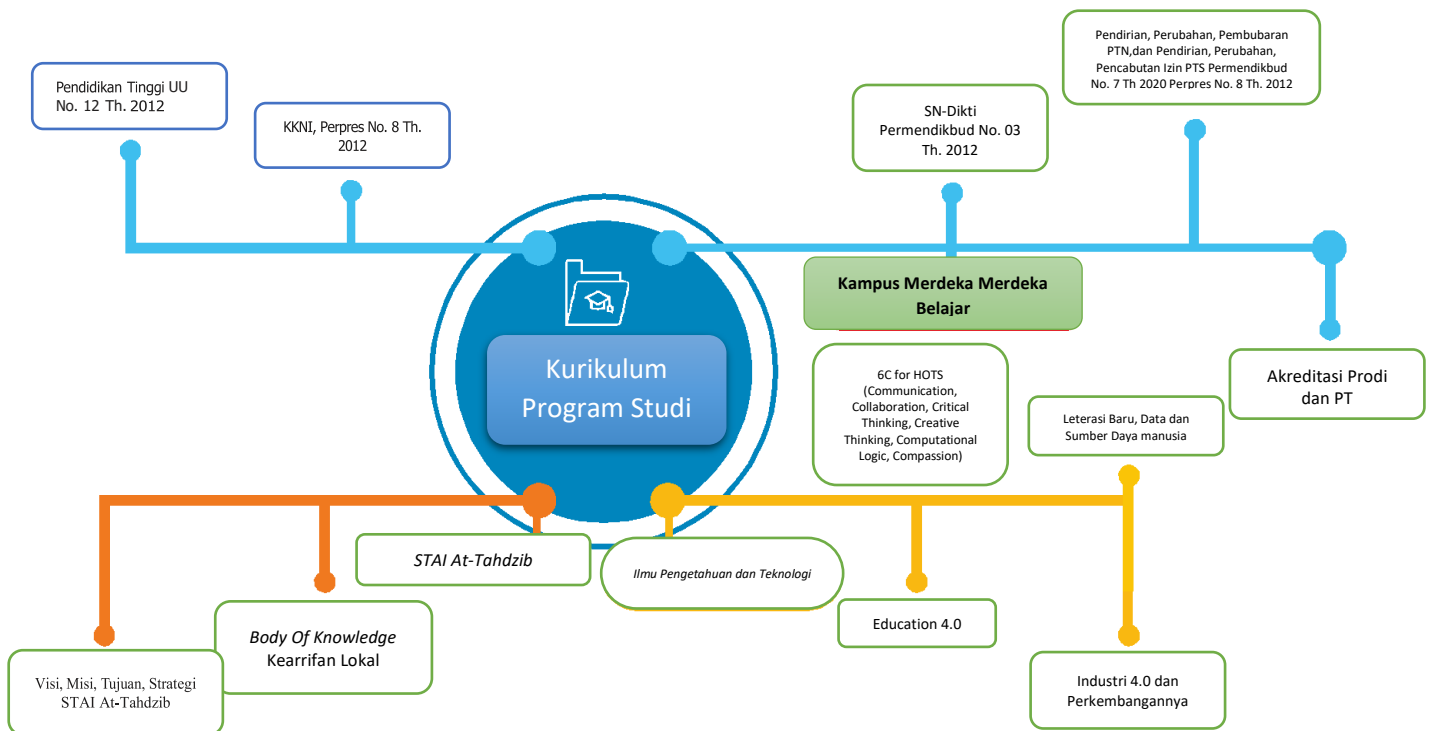 Pendidikan Tinggi UU
No. 12 Th. 2012
KKNI, Perpres No. 8 Th.
2012
SN-Dikti
Permendikbud No. 03
Th. 2012
Pendirian, Perubahan, Pembubaran
PTN,dan Pendirian, Perubahan,
Pencabutan Izin PTS Permendikbud
No. 7 Th 2020 Perpres No. 8 Th. 2012
Kampus Merdeka Merdeka
Belajar
Kurikulum
Program Studi
6C for HOTS
(Communication,
Collaboration, Critical
Thinking, Creative
Thinking, Computational
Logic, Compassion)
Akreditasi Prodi
dan PT
Leterasi Baru, Data dan
Sumber Daya manusia
STAI At-Tahdzib
Ilmu Pengetahuan dan Teknologi
Body Of Knowledge
Kearrifan Lokal
Education 4.0
Visi, Misi, Tujuan, Strategi
STAI At-Tahdzib
Industri 4.0 dan
Perkembangannya